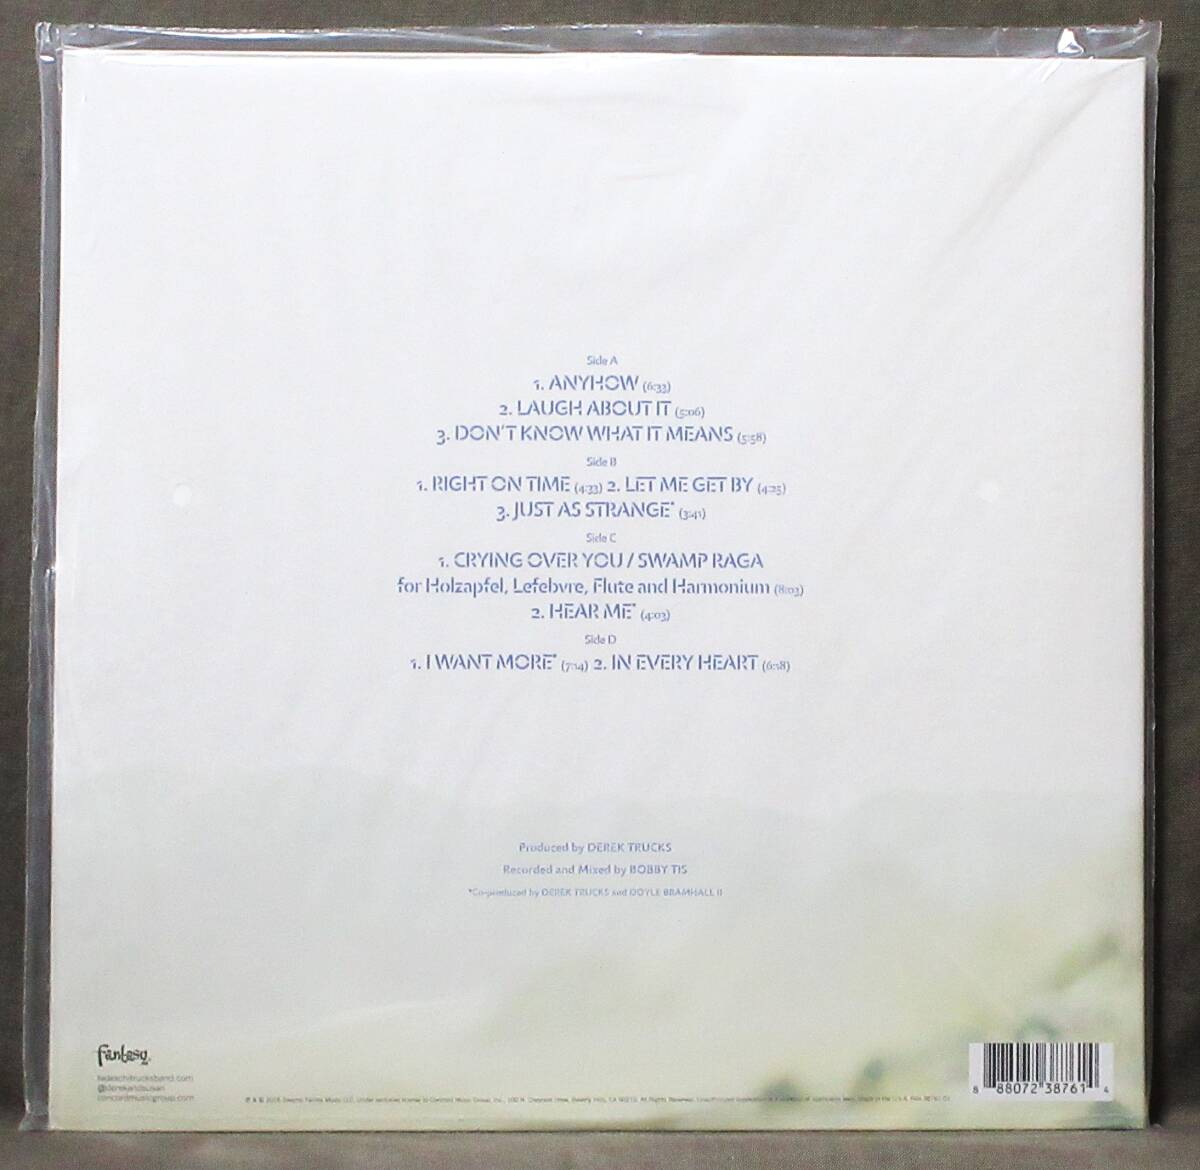 Side A
1. ANYHOW (6:33)
2. LAUGH ABOUT IT (5:06)
3. DON'T KNOW WHAT IT MEANS (5:58)
Side B
1. RIGHT ON TIME (4:33) 2. LET ME GET BY (4:25)
3. JUST AS STRANGE* (3:41)
Side C
1. CRYING OVER YOU / SWAMP RAGA
for Holzapfel, Lefebvre, Flute and Harmonium (8:03)
2. HEAR ME* (4:03)
Side D
1. I WANT MORE* (7:14) 2. IN EVERY HEART (6:18)
Produced by DEREK TRUCKS
Recorded and Mixed by BOBBY TIS
*Co-produced by DEREK TRUCKS and DOYLE BRAMHALL II
Fantasy
tedeschitrucksband.com
@derekandsusan
concordmusicgroup.com
8 88072 38761 4